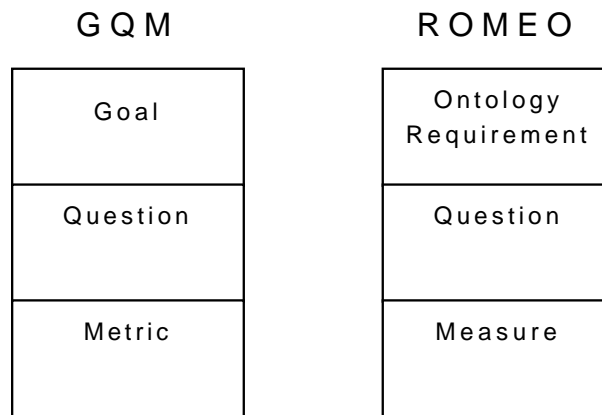 GQM
Goal
Question
Metric
ROMEO
Ontology
Requirement
Question
Measure